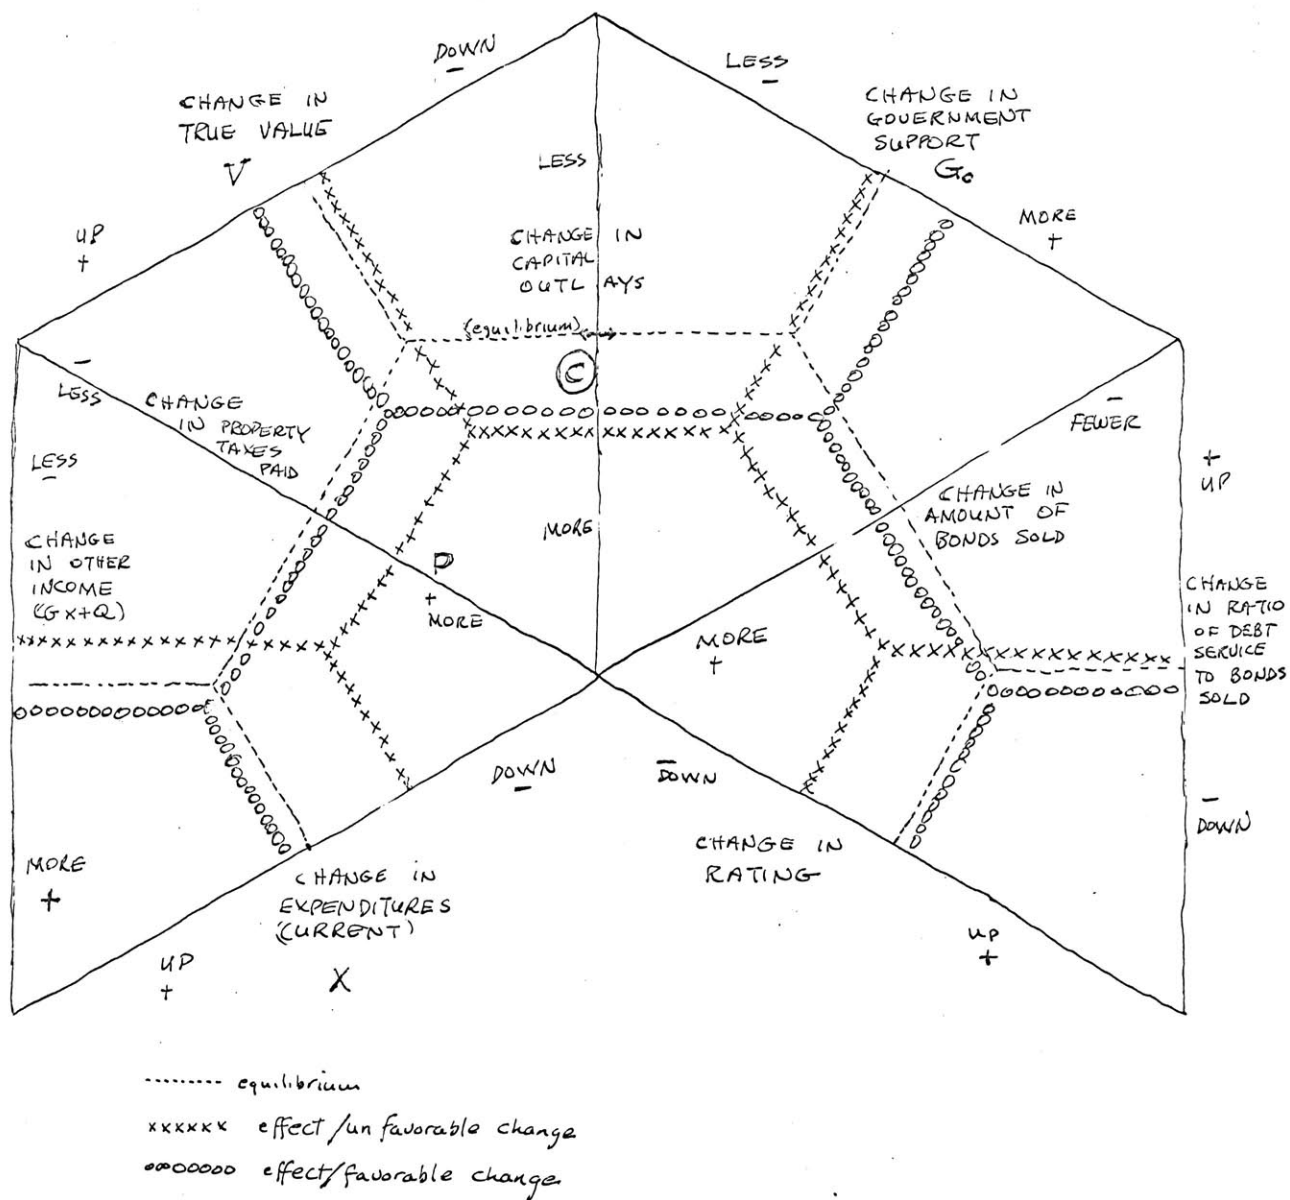 DOWN
−
LESS
−
CHANGE IN
TRUE VALUE
V
CHANGE IN
GOVERNMENT
SUPPORT
Gc
UP
+
LESS
MORE
+
CHANGE IN
CAPITAL
OUTLAYS
(equilibrium)
C
−
LESS
CHANGE
IN PROPERTY
TAXES
PAID
−
FEWER
LESS
−
+
UP
CHANGE IN
AMOUNT OF
BONDS SOLD
MORE
CHANGE
IN OTHER
INCOME
(GX+Q)
P
+
MORE
MORE
+
CHANGE
IN RATIO
OF DEBT
SERVICE
TO BONDS
SOLD
DOWN
−
−
DOWN
−
DOWN
CHANGE IN
RATING
MORE
+
CHANGE IN
EXPENDITURES
(CURRENT)
X
UP
+
UP
+
equilibrium
xxxxxx effect/unfavorable change
ooooooo effect/favorable change